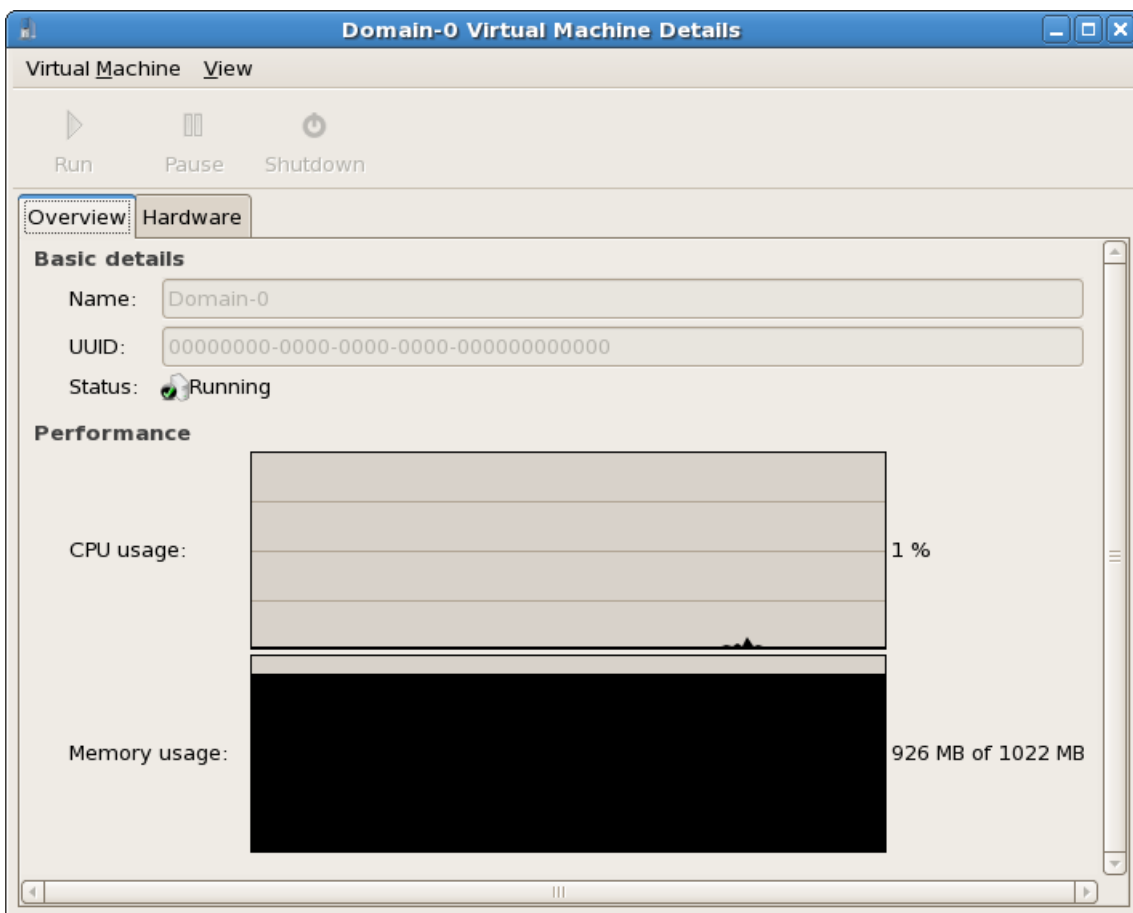 Domain-0 Virtual Machine Details
Virtual Machine View
Run Pause Shutdown
Overview Hardware
Basic details
Name: Domain-0
UUID: 00000000-0000-0000-0000-000000000000
Status: Running
Performance
CPU usage: 1 %
Memory usage: 926 MB of 1022 MB